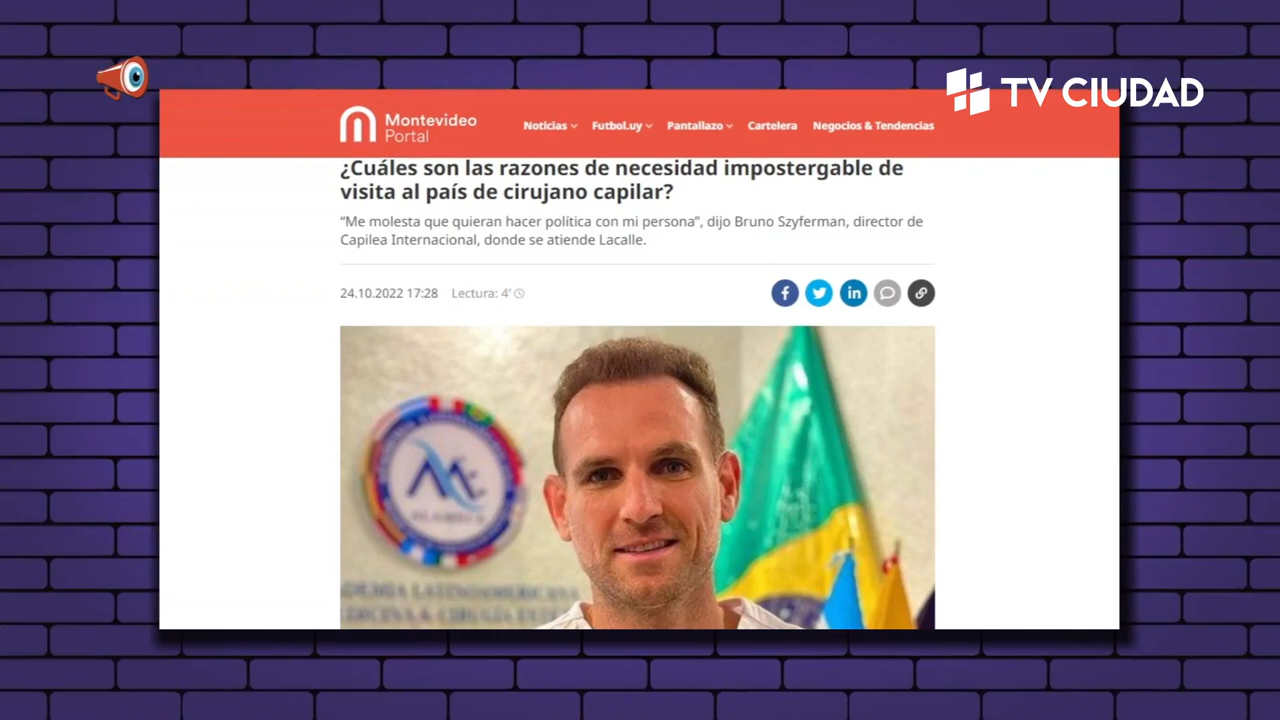 TV CIUDAD
Montevideo
Portal
Noticias
Futbol.uy
Pantallazo
Cartelera
Negocios & Tendencias
¿Cuáles son las razones de necesidad impostergable de
visita al país de cirujano capilar?
“Me molesta que quieran hacer política con mi persona”, dijo Bruno Szyferman, director de
Capilea Internacional, donde se atiende Lacalle.
24.10.2022 17:28 Lectura: 4'